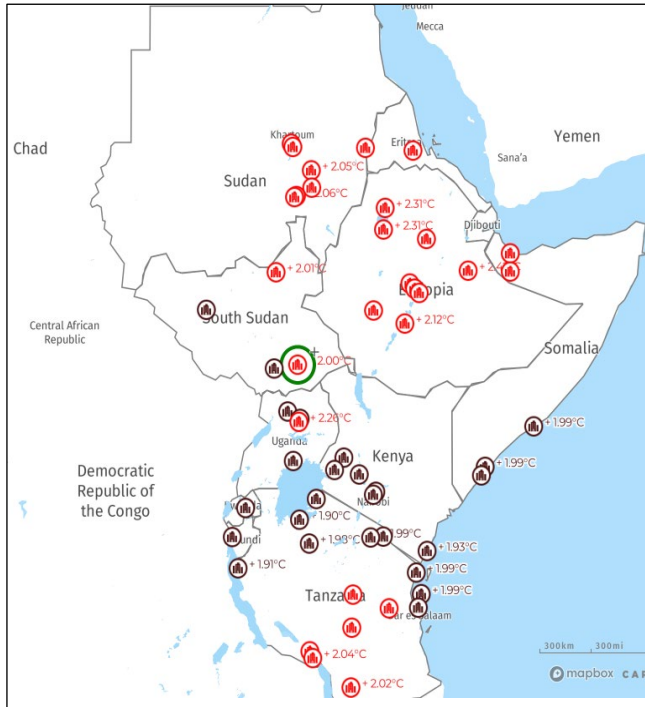 Jeddah
Mecca
Khartoum
Chad
Eritrea
Yemen
+ 2.05°C
Sana'a
Sudan
2.06°C
+ 2.31°C
Djibouti
+ 2.31°C
+ 2.01°C
+ 2.4
Ethiopia
South Sudan
+ 2.12°C
Central African
Republic
Somalia
+
2.00°C
+ 2.26°C
+ 1.99°C
Uganda
Kenya
+ 1.99°C
Democratic
Republic of
the Congo
Nairobi
+ 1.90°C
1.99°C
+ 1.93°C
+ 1.91°C
+ 1.99°C
Tanzania
+ 1.99°C
Dar es Salaam
+ 2.04°C
300km
300mi
+ 2.02°C
mapbox
CAR